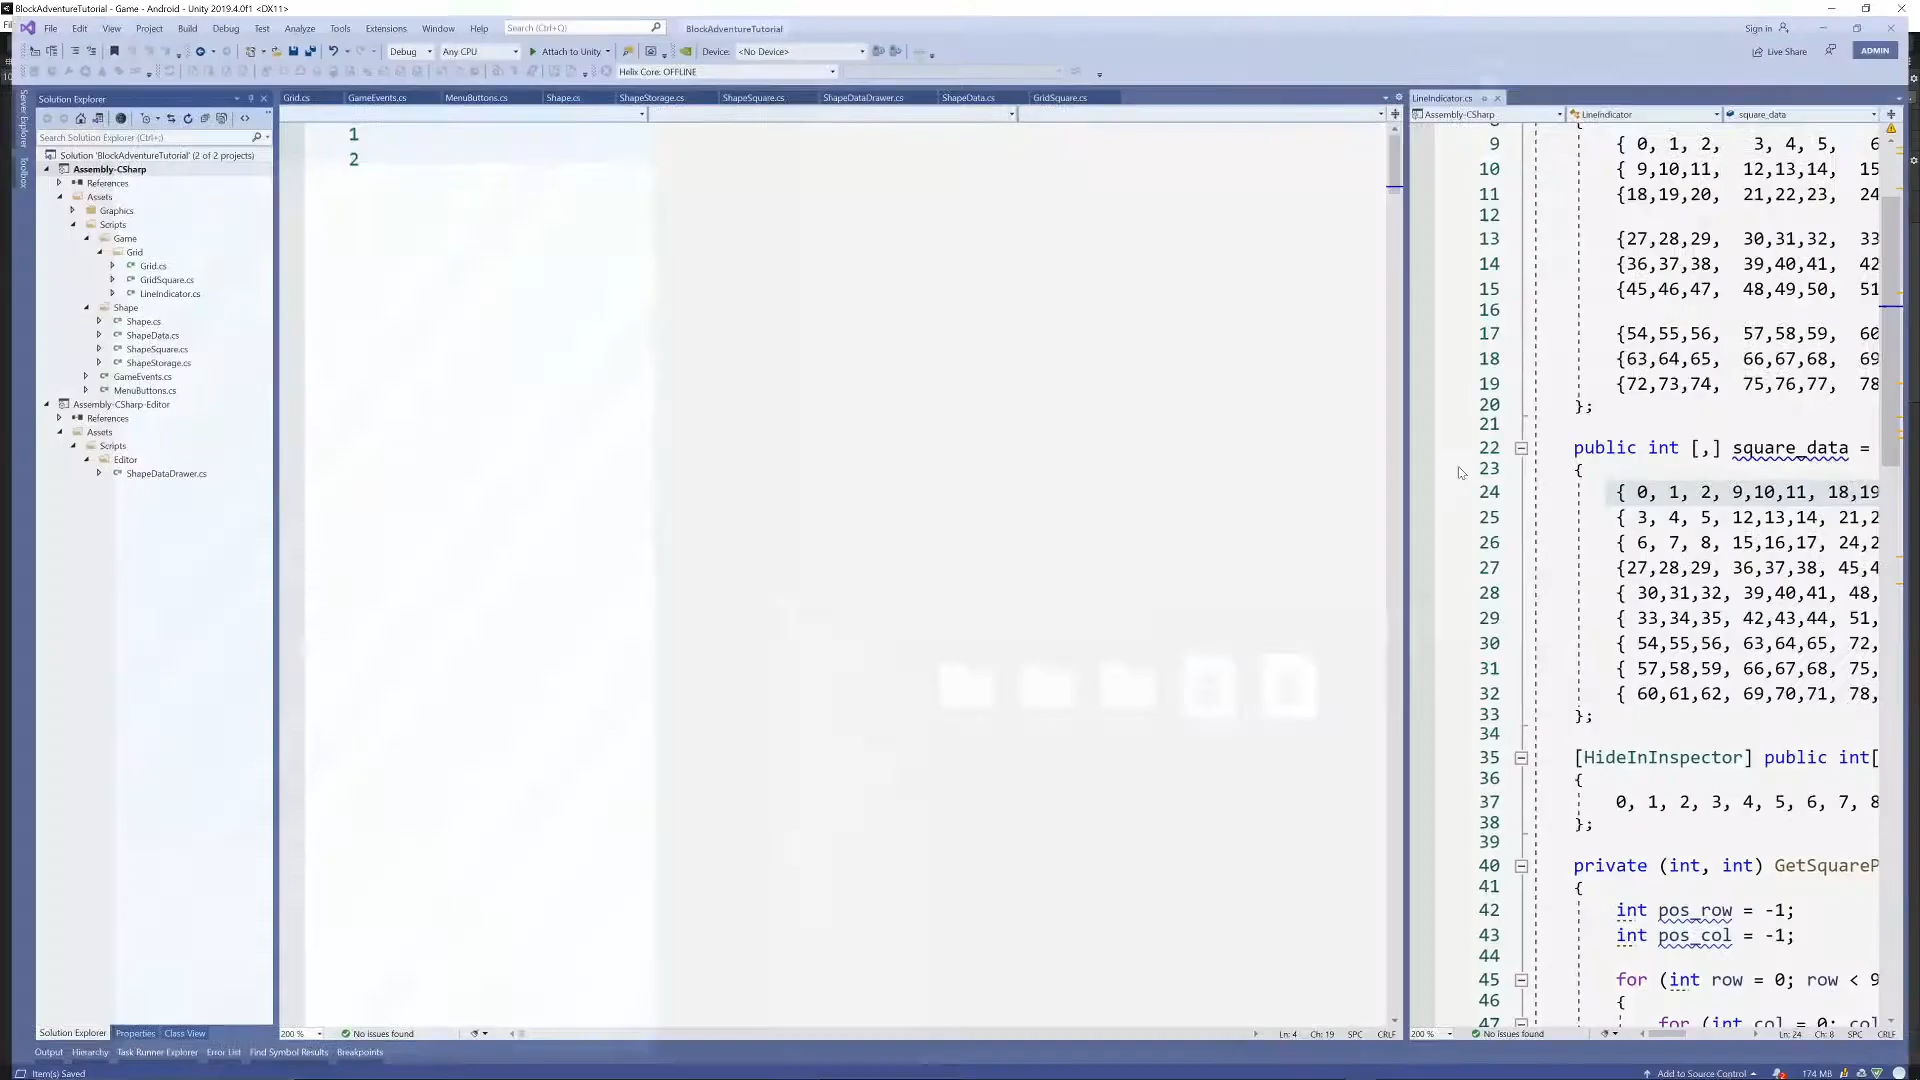 BlockAdventureTutorial - Game - Android - Unity 2019.4.0f1 <DX11>
File Edit View Project Build Debug Test Analyze Tools Extensions Window Help Search (Ctrl+Q) BlockAdventureTutorial Sign in
Debug Any CPU Attach to Unity Device: <No Device> Live Share ADMIN
Helix Core: OFFLINE
Server Explorer
Toolbox
Solution Explorer
Search Solution Explorer (Ctrl+;)
Solution 'BlockAdventureTutorial' (2 of 2 projects)
Assembly-CSharp
References
Assets
Graphics
Scripts
Game
Grid
Grid.cs
GridSquare.cs
LineIndicator.cs
Shape
Shape.cs
ShapeData.cs
ShapeSquare.cs
ShapeStorage.cs
GameEvents.cs
MenuButtons.cs
Assembly-CSharp-Editor
References
Assets
Scripts
Editor
ShapeDataDrawer.cs
Solution Explorer Properties Class View
Grid.cs GameEvents.cs MenuButtons.cs Shape.cs ShapeStorage.cs ShapeSquare.cs ShapeDataDrawer.cs ShapeData.cs GridSquare.cs
1
2
200 % No issues found Ln: 4 Ch: 19 SPC CRLF
LineIndicator.cs
Assembly-CSharp LineIndicator square_data
9 { 0, 1, 2, 3, 4, 5, 6
10 { 9,10,11, 12,13,14, 15
11 {18,19,20, 21,22,23, 24
12
13 {27,28,29, 30,31,32, 33
14 {36,37,38, 39,40,41, 42
15 {45,46,47, 48,49,50, 51
16
17 {54,55,56, 57,58,59, 60
18 {63,64,65, 66,67,68, 69
19 {72,73,74, 75,76,77, 78
20 };
21
22 public int [,] square_data =
23 {
24 { 0, 1, 2, 9,10,11, 18,19
25 { 3, 4, 5, 12,13,14, 21,2
26 { 6, 7, 8, 15,16,17, 24,2
27 {27,28,29, 36,37,38, 45,4
28 { 30,31,32, 39,40,41, 48,
29 { 33,34,35, 42,43,44, 51,
30 { 54,55,56, 63,64,65, 72,
31 { 57,58,59, 66,67,68, 75,
32 { 60,61,62, 69,70,71, 78,
33 };
34
35 [HideInInspector] public int[
36 {
37 0, 1, 2, 3, 4, 5, 6, 7, 8
38 };
39
40 private (int, int) GetSquareP
41 {
42 int pos_row = -1;
43 int pos_col = -1;
44
45 for (int row = 0; row < 9
46 {
47 for (int col = 0; col
200 % No issues found Ln: 24 Ch: 8 SPC CRLF
Output Hierarchy Task Runner Explorer Error List Find Symbol Results Breakpoints
Item(s) Saved Add to Source Control 2 174 MB